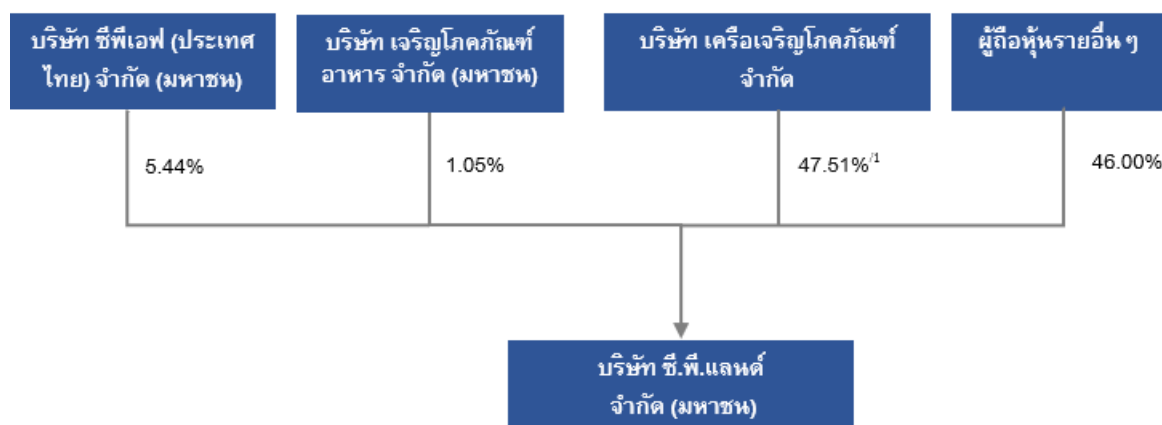 บริษัท ซีพีเอฟ (ประเทศ
ไทย) จำกัด (มหาชน)
บริษัท เจริญโภคภัณฑ์
อาหาร จำกัด (มหาชน)
บริษัท เครือเจริญโภคภัณฑ์
จำกัด
ผู้ถือหุ้นรายอื่น ๆ
5.44%
1.05%
47.51%/1
46.00%
บริษัท ซี.พี.แลนด์
จำกัด (มหาชน)